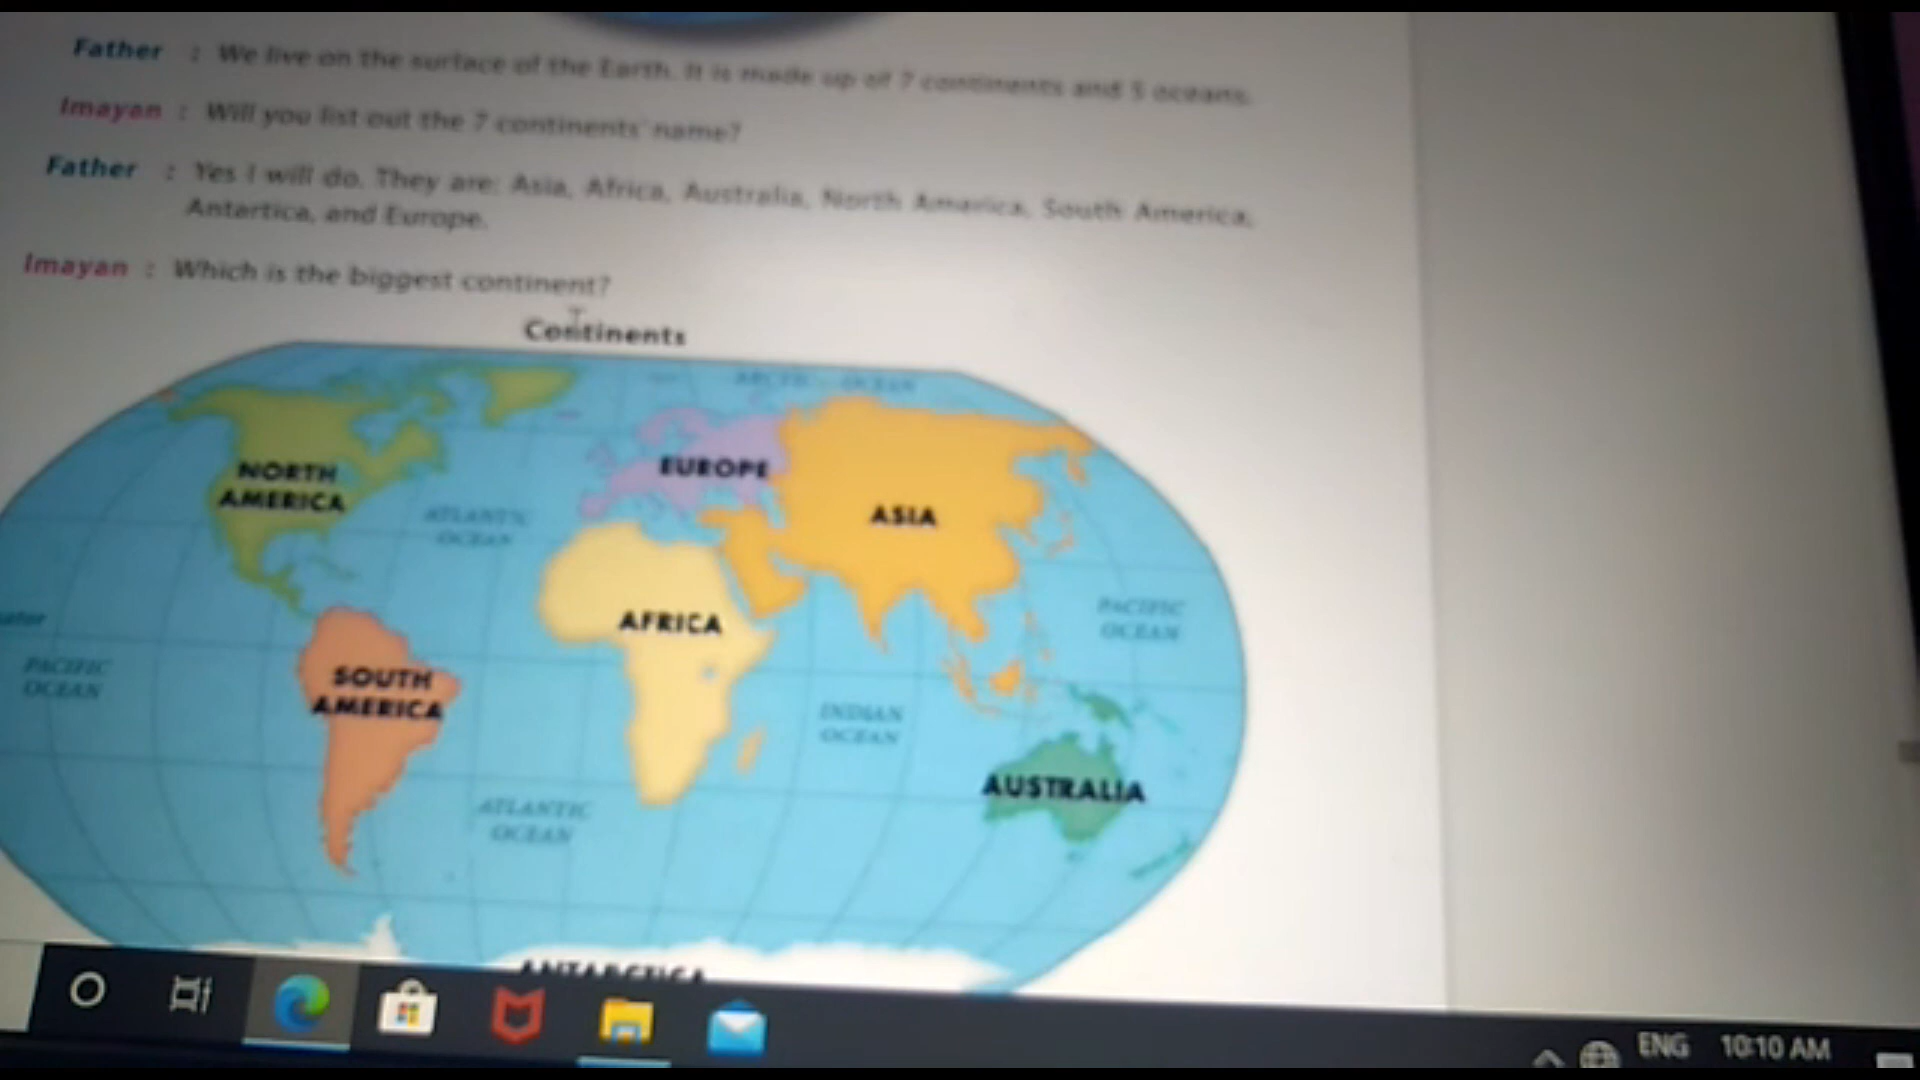 Father : We live on the surface of the Earth. It is made up of 7 continents and 5 oceans.
Imayan : Will you list out the 7 continents' name?
Father : Yes I will do. They are: Asia, Africa, Australia, North America, South America,
Antartica, and Europe.
Imayan : Which is the biggest continent?
Continents
ARCTIC OCEAN
NORTH
AMERICA
EUROPE
ASIA
ATLANTIC
OCEAN
AFRICA
PACIFIC
OCEAN
PACIFIC
OCEAN
SOUTH
AMERICA
INDIAN
OCEAN
AUSTRALIA
ATLANTIC
OCEAN
ANTARCTICA
ENG 10:10 AM